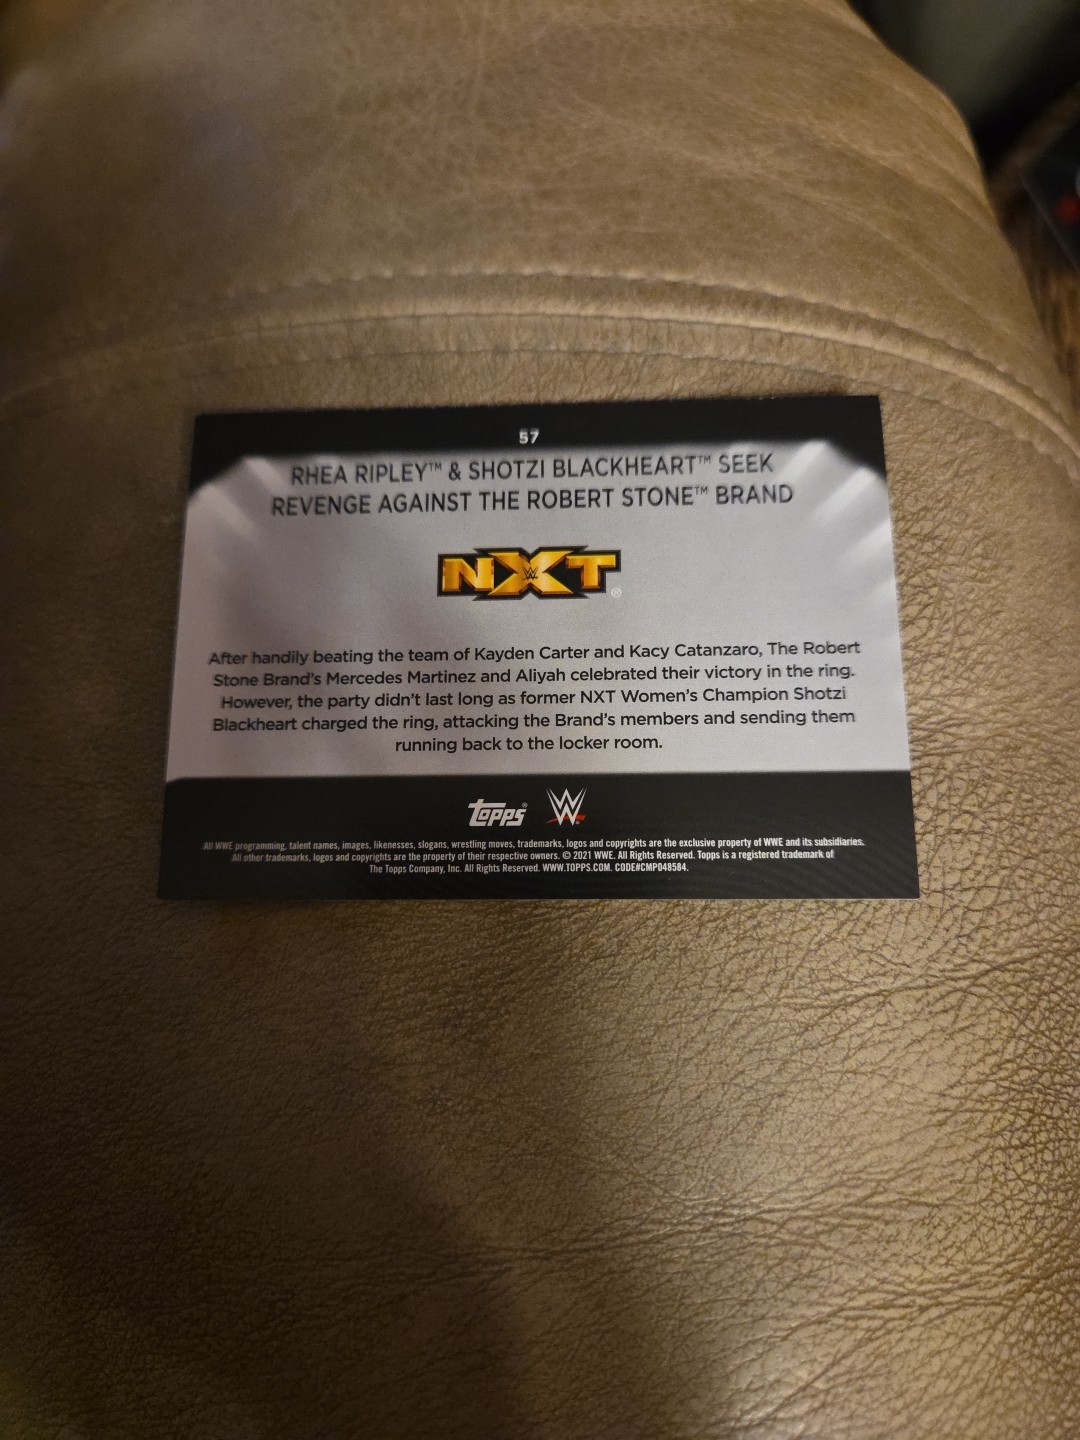 57
RHEA RIPLEY™ & SHOTZI BLACKHEART™ SEEK
REVENGE AGAINST THE ROBERT STONE™ BRAND
NXT®
After handily beating the team of Kayden Carter and Kacy Catanzaro, The Robert
Stone Brand's Mercedes Martinez and Aliyah celebrated their victory in the ring.
However, the party didn't last long as former NXT Women's Champion Shotzi
Blackheart charged the ring, attacking the Brand's members and sending them
running back to the locker room.
topps® W
All WWE programming, talent names, images, likenesses, slogans, wrestling moves, trademarks, logos and copyrights are the exclusive property of WWE and its subsidiaries.
All other trademarks, logos and copyrights are the property of their respective owners. © 2021 WWE. All Rights Reserved. Topps is a registered trademark of
The Topps Company, Inc. All Rights Reserved. WWW.TOPPS.COM. CODE#CMP048584.